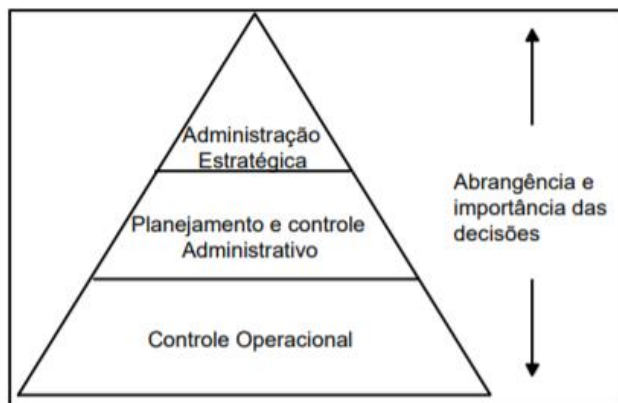 Administração
Estratégica
Planejamento e controle
Administrativo
Controle Operacional
Abrangência e
importância das
decisões